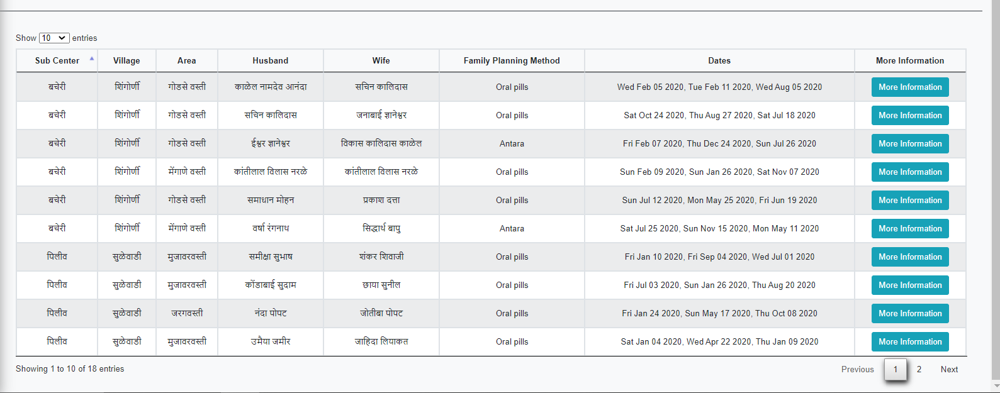 Show 10 entries
Sub Center Village Area Husband Wife Family Planning Method Dates More Information
बचेरी शिंगोर्णी गोडसे वस्ती काळेल नामदेव आनंदा सचिन कालिदास Oral pills Wed Feb 05 2020, Tue Feb 11 2020, Wed Aug 05 2020 More Information
बचेरी शिंगोर्णी गोडसे वस्ती सचिन कालिदास जनाबाई ज्ञानेश्वर Oral pills Sat Oct 24 2020, Thu Aug 27 2020, Sat Jul 18 2020 More Information
बचेरी शिंगोर्णी गोडसे वस्ती ईश्वर ज्ञानेश्वर विकास कालिदास काळेल Antara Fri Feb 07 2020, Thu Dec 24 2020, Sun Jul 26 2020 More Information
बचेरी शिंगोर्णी मेंगाणे वस्ती कांतीलाल विलास नरळे कांतीलाल विलास नरळे Oral pills Sun Feb 09 2020, Sun Jan 26 2020, Sat Nov 07 2020 More Information
बचेरी शिंगोर्णी गोडसे वस्ती समाधान मोहन प्रकाश दत्ता Oral pills Sun Jul 12 2020, Mon May 25 2020, Fri Jun 19 2020 More Information
बचेरी शिंगोर्णी मेंगाणे वस्ती वर्षा रंगनाथ सिद्धार्थ बापु Antara Sat Jul 25 2020, Sun Nov 15 2020, Mon May 11 2020 More Information
पिलीव सुळेवाडी मुजावरवस्ती समीक्षा सुभाष शंकर शिवाजी Oral pills Fri Jan 10 2020, Fri Sep 04 2020, Wed Jul 01 2020 More Information
पिलीव सुळेवाडी मुजावरवस्ती कोंडाबाई सुदाम छाया सुनील Oral pills Fri Jul 03 2020, Sun Jan 26 2020, Thu Aug 20 2020 More Information
पिलीव सुळेवाडी जरगवस्ती नंदा पोपट जोतीबा पोपट Oral pills Fri Jan 24 2020, Sun May 17 2020, Thu Oct 08 2020 More Information
पिलीव सुळेवाडी मुजावरवस्ती उमैया जमीर जाहिदा लियाकत Oral pills Sat Jan 04 2020, Wed Apr 22 2020, Thu Jan 09 2020 More Information
Showing 1 to 10 of 18 entries Previous 1 2 Next